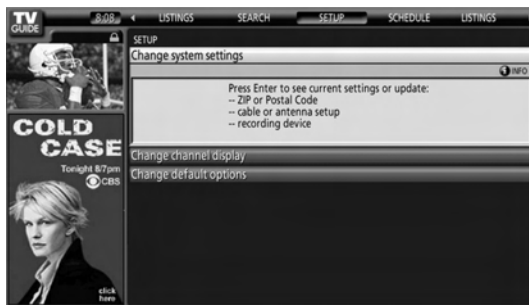 TV
GUIDE
8:08
LISTINGS SEARCH SETUP SCHEDULE LISTINGS
SETUP
Change system settings
INFO
Press Enter to see current settings or update:
-- ZIP or Postal Code
-- cable or antenna setup
-- recording device
Change channel display
Change default options
COLD
CASE
Tonight 8/7pm
CBS
click
here